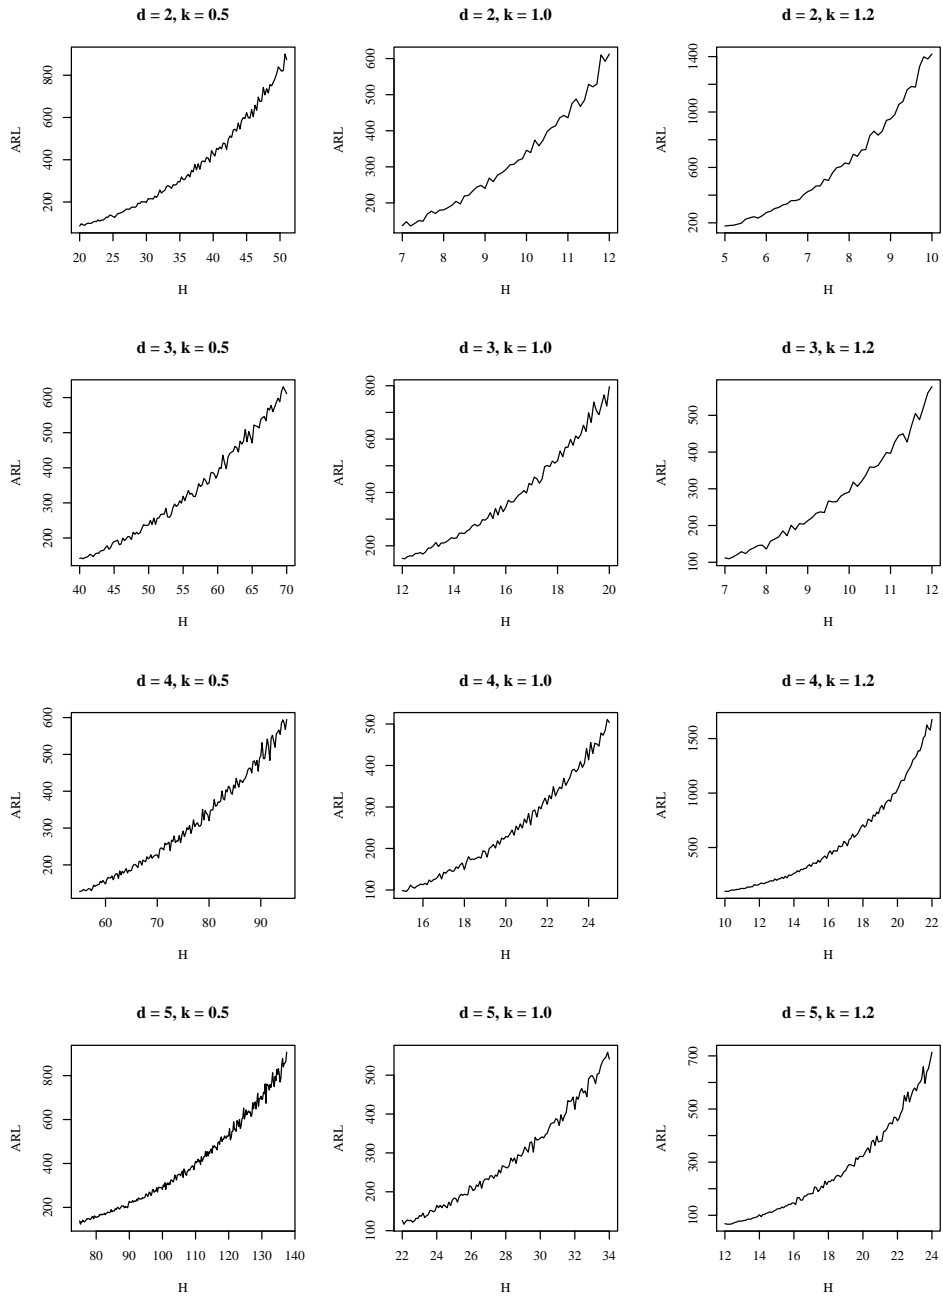 d = 2, k = 0.5
d = 2, k = 1.0
d = 2, k = 1.2
ARL
200 400 600 800
20 25 30 35 40 45 50
H
ARL
200 300 400 500 600
7 8 9 10 11 12
H
ARL
200 600 1000 1400
5 6 7 8 9 10
H
d = 3, k = 0.5
d = 3, k = 1.0
d = 3, k = 1.2
ARL
200 300 400 500 600
40 45 50 55 60 65 70
H
ARL
200 400 600 800
12 14 16 18 20
H
ARL
100 200 300 400 500
7 8 9 10 11 12
H
d = 4, k = 0.5
d = 4, k = 1.0
d = 4, k = 1.2
ARL
200 300 400 500 600
60 70 80 90
H
ARL
100 200 300 400 500
16 18 20 22 24
H
ARL
500 1000 1500
10 12 14 16 18 20 22
H
d = 5, k = 0.5
d = 5, k = 1.0
d = 5, k = 1.2
ARL
200 400 600 800
80 90 100 110 120 130 140
H
ARL
100 200 300 400 500
22 24 26 28 30 32 34
H
ARL
100 300 500 700
12 14 16 18 20 22 24
H